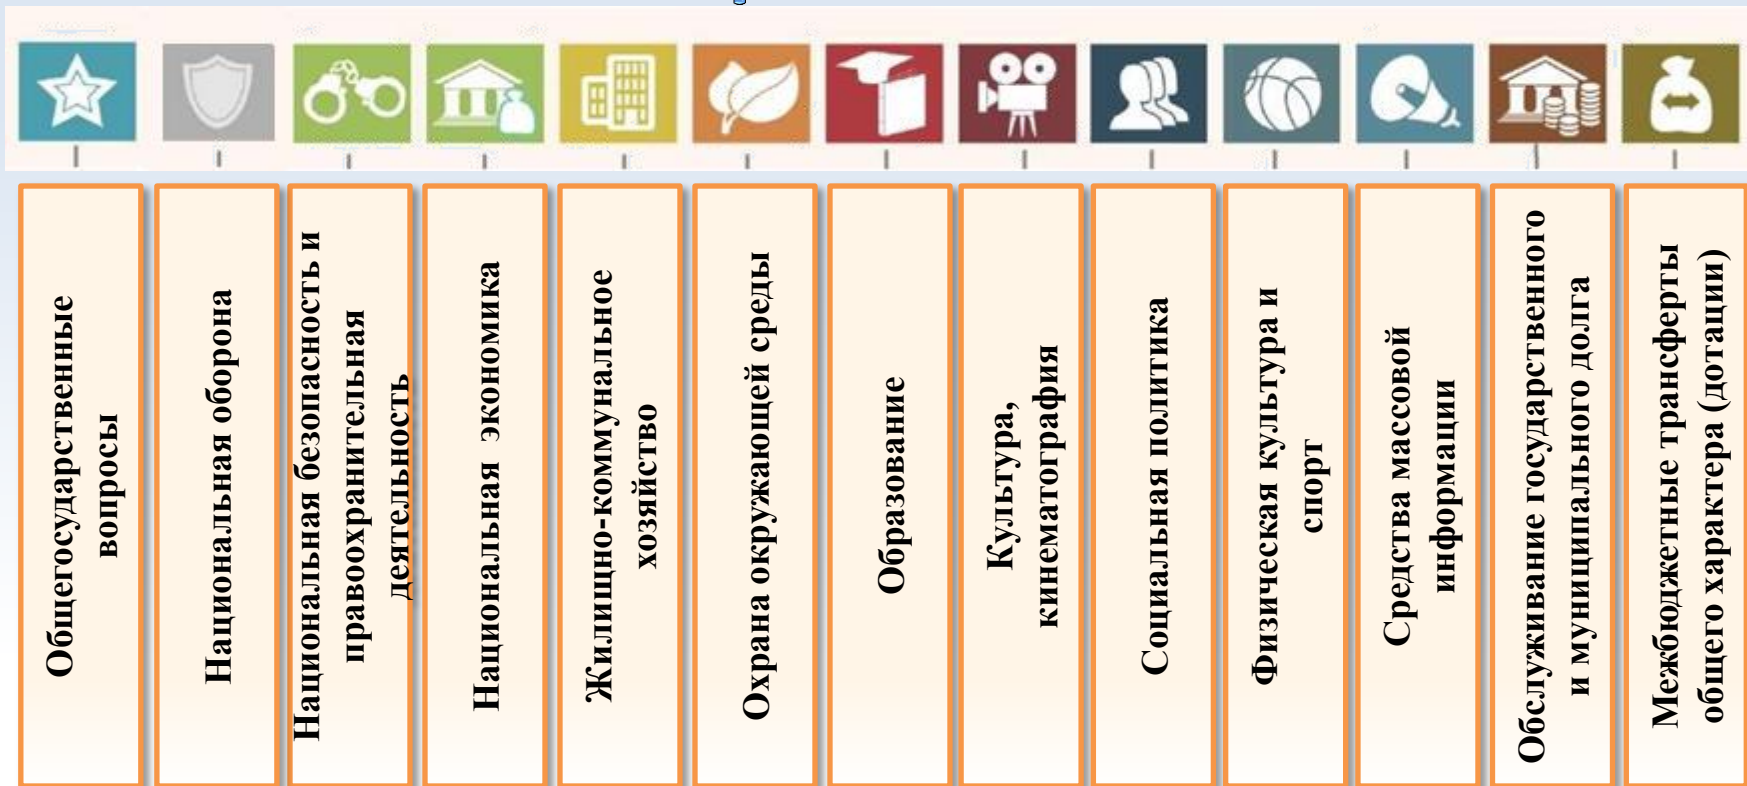 Общегосударственные
вопросы
Национальная оборона
Национальная безопасность и
правоохранительная
деятельность
Национальная экономика
Жилищно-коммунальное
хозяйство
Охрана окружающей среды
Образование
Культура,
кинематография
Социальная политика
Физическая культура и
спорт
Средства массовой
информации
Обслуживание государственного
и муниципального долга
Межбюджетные трансферты
общего характера (дотации)